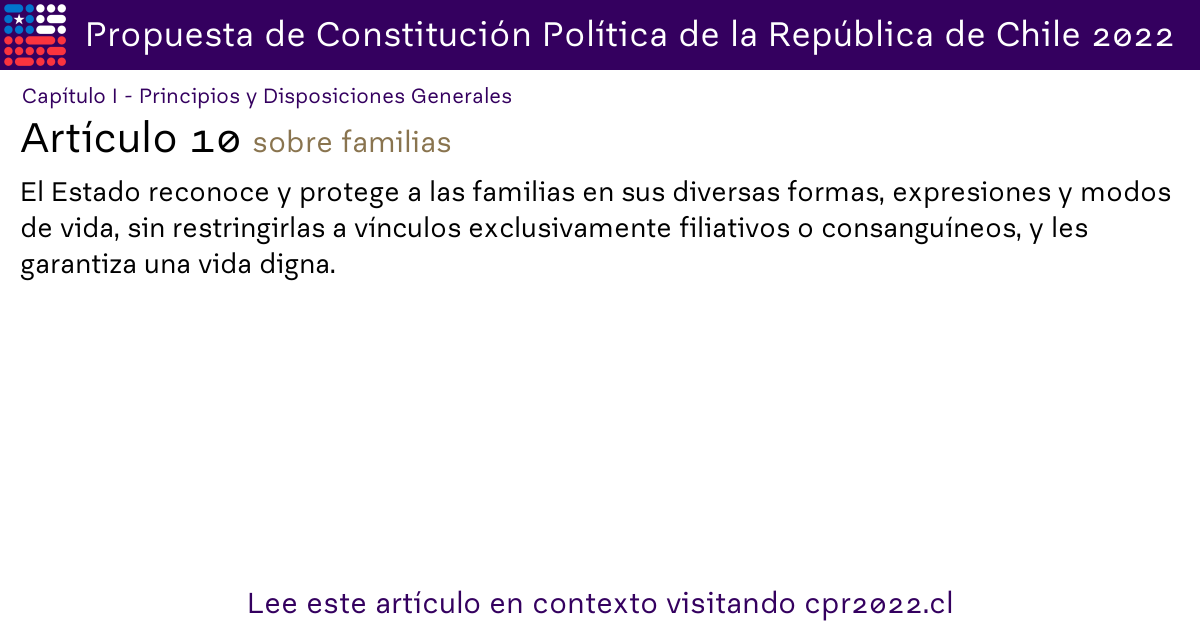 Propuesta de Constitución Política de la República de Chile 2022
Capítulo I - Principios y Disposiciones Generales
Artículo 10 sobre familias
El Estado reconoce y protege a las familias en sus diversas formas, expresiones y modos
de vida, sin restringirlas a vínculos exclusivamente filiativos o consanguíneos, y les
garantiza una vida digna.
Lee este artículo en contexto visitando cpr2022.cl